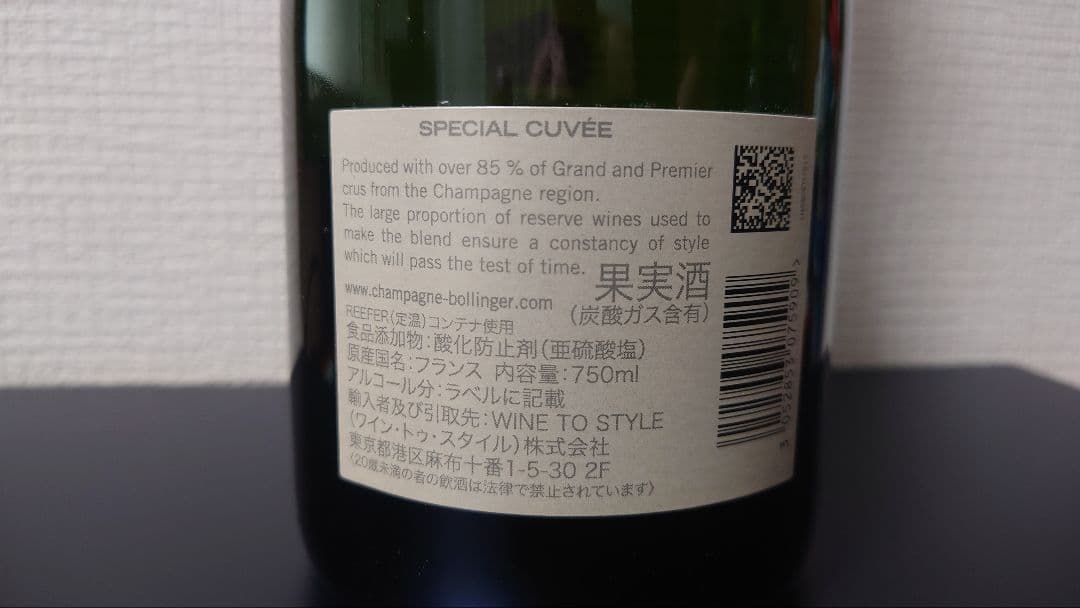 SPECIAL CUVÉE
Produced with over 85 % of Grand and Premier
crus from the Champagne region.
The large proportion of reserve wines used to
make the blend ensure a constancy of style
which will pass the test of time.
果実酒
www.champagne-bollinger.com
(炭酸ガス含有)
REEFER(定温)コンテナ使用
食品添加物:酸化防止剤(亜硫酸塩)
原産国名:フランス 内容量:750ml
アルコール分:ラベルに記載
輸入者及び引取先:WINE TO STYLE
(ワイン・トゥ・スタイル)株式会社
東京都港区麻布十番1-5-30 2F
〈20歳未満の者の飲酒は法律で禁止されています〉
3 052853 075909 >